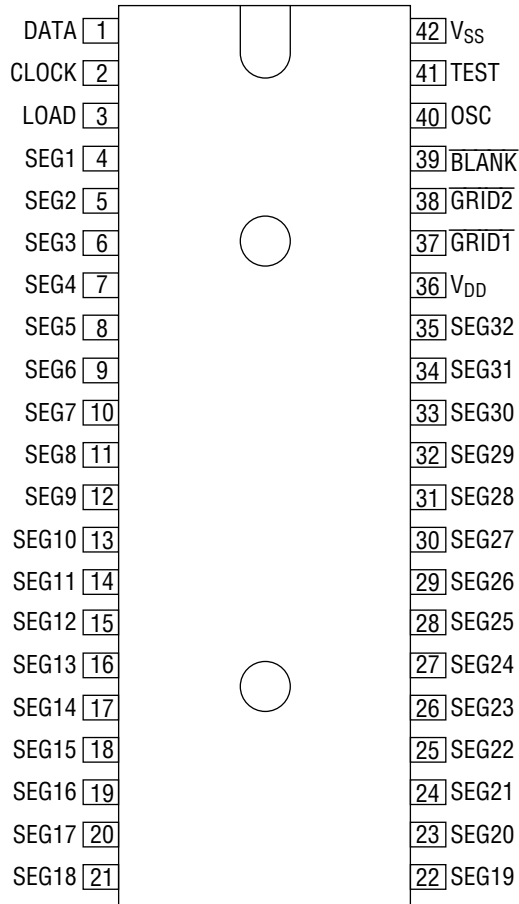 DATA 1 42 VSS
CLOCK 2 41 TEST
LOAD 3 40 OSC
SEG1 4 39 BLANK
SEG2 5 38 GRID2
SEG3 6 37 GRID1
SEG4 7 36 VDD
SEG5 8 35 SEG32
SEG6 9 34 SEG31
SEG7 10 33 SEG30
SEG8 11 32 SEG29
SEG9 12 31 SEG28
SEG10 13 30 SEG27
SEG11 14 29 SEG26
SEG12 15 28 SEG25
SEG13 16 27 SEG24
SEG14 17 26 SEG23
SEG15 18 25 SEG22
SEG16 19 24 SEG21
SEG17 20 23 SEG20
SEG18 21 22 SEG19